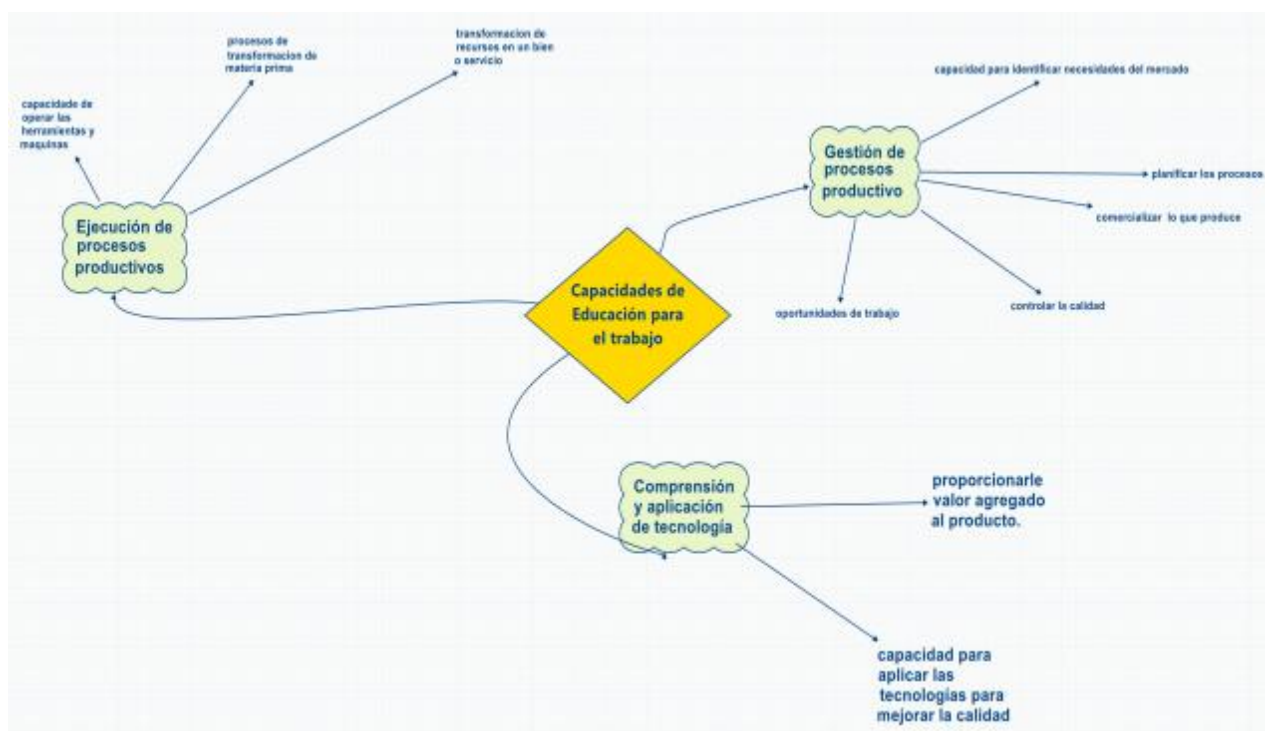 transformacion de
recursos en un bien
o servicio
procesos de
transformacion de
materia prima
capacidade de
operar las
herramientas y
maquinas
Ejecución de
procesos
productivos
capacidad para identificar necesidades del mercado
Gestión de
procesos
productivo
planificar los procesos
comercializar lo que produce
controlar la calidad
oportunidades de trabajo
Capacidades de
Educación para
el trabajo
Comprensión
y aplicación
de tecnología
proporcionarle
valor agregado
al producto.
capacidad para
aplicar las
tecnologías para
mejorar la calidad